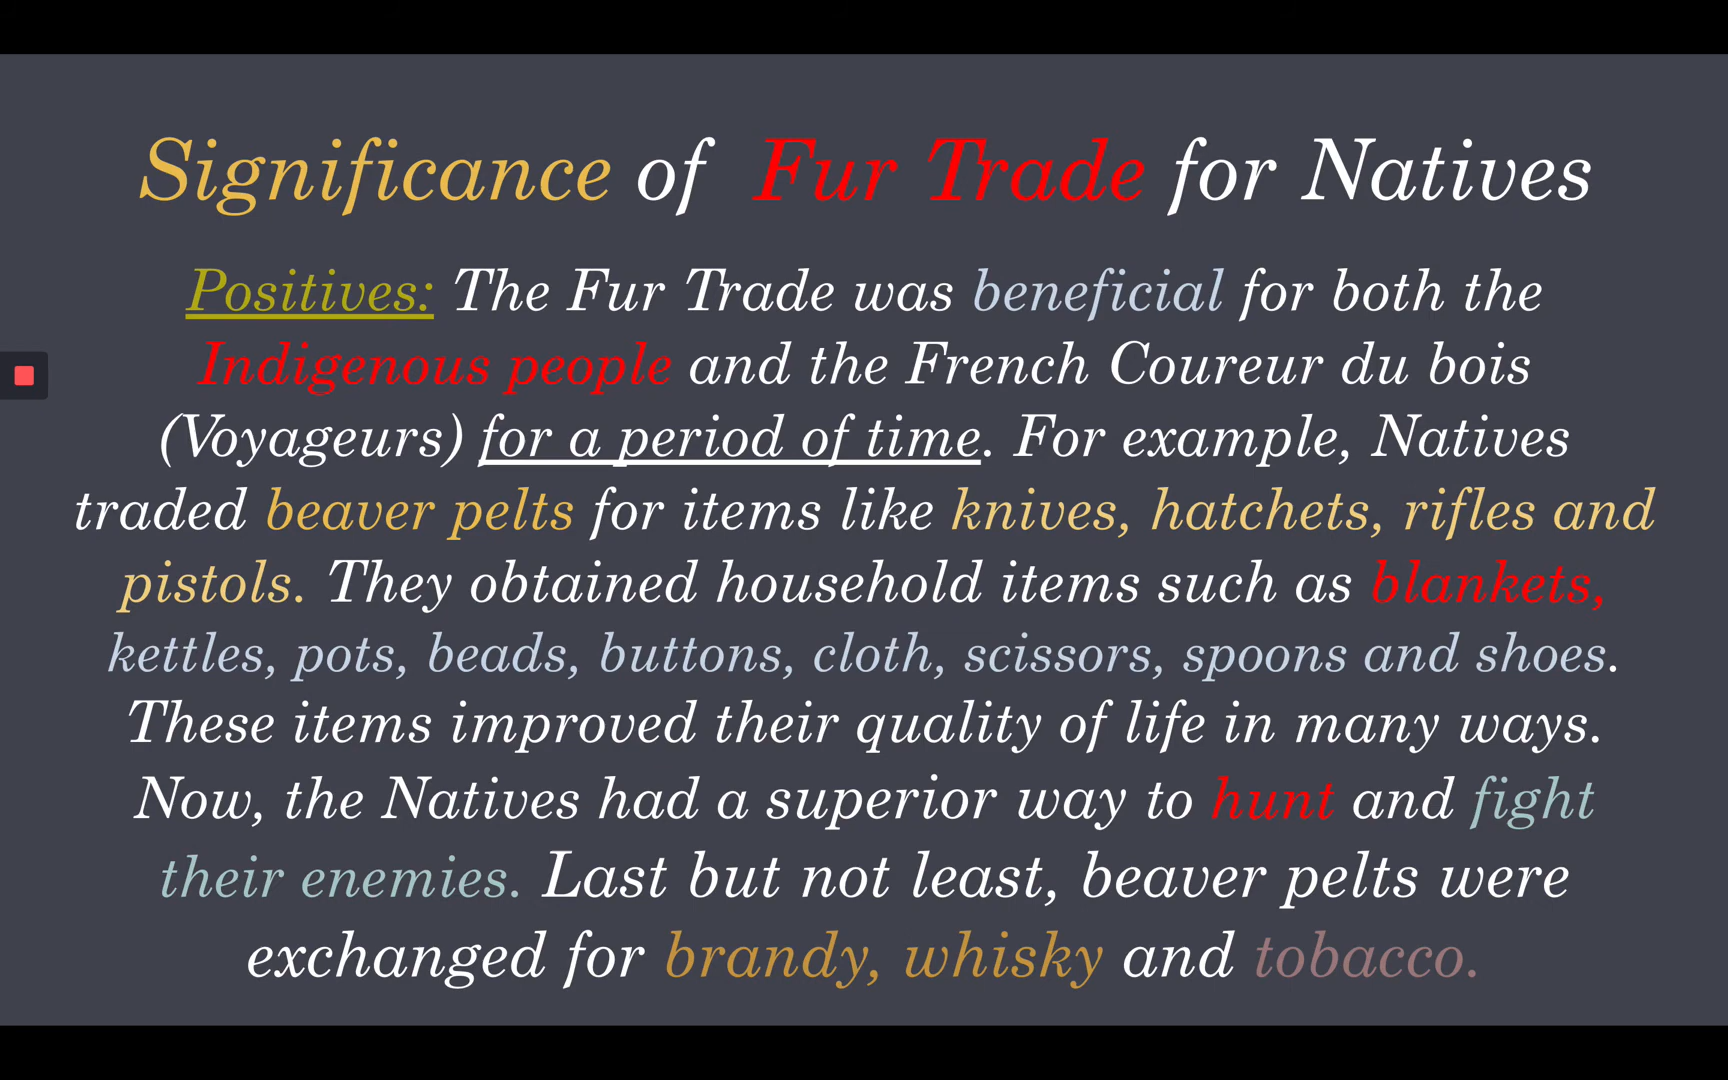 Significance of Fur Trade for Natives
Positives: The Fur Trade was beneficial for both the
Indigenous people and the French Coureur du bois
(Voyageurs) for a period of time. For example, Natives
traded beaver pelts for items like knives, hatchets, rifles and
pistols. They obtained household items such as blankets,
kettles, pots, beads, buttons, cloth, scissors, spoons and shoes.
These items improved their quality of life in many ways.
Now, the Natives had a superior way to hunt and fight
their enemies. Last but not least, beaver pelts were
exchanged for brandy, whisky and tobacco.